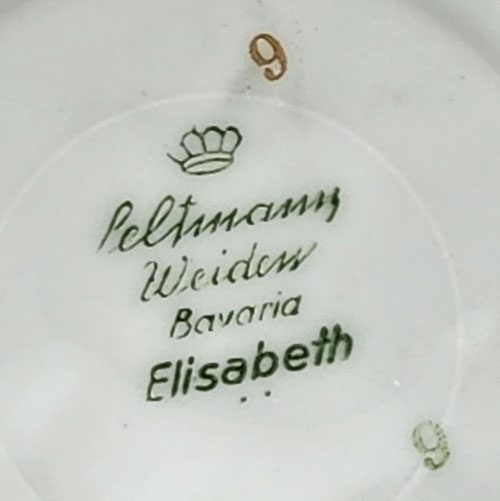 9
Seltmann
Weiden
Bavaria
Elisabeth
9